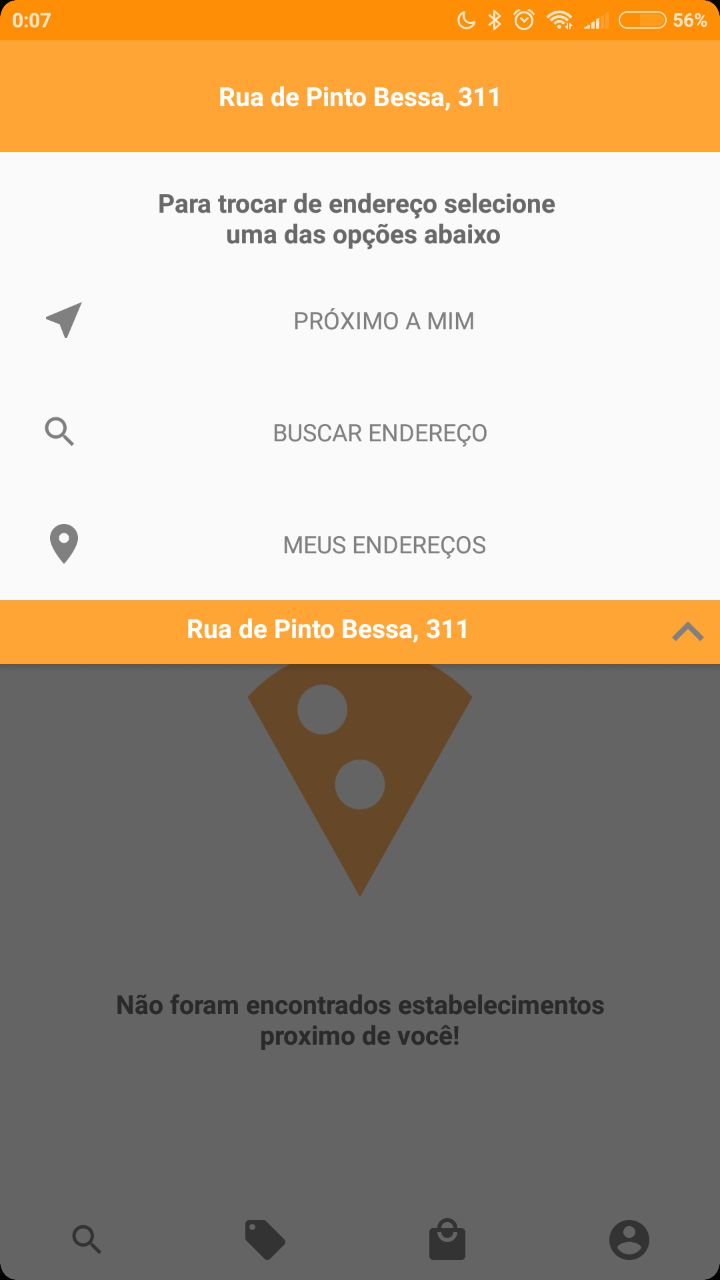 0:07
56%
Rua de Pinto Bessa, 311
Para trocar de endereço selecione
uma das opções abaixo
PRÓXIMO A MIM
BUSCAR ENDEREÇO
MEUS ENDEREÇOS
Rua de Pinto Bessa, 311
Não foram encontrados estabelecimentos
proximo de você!